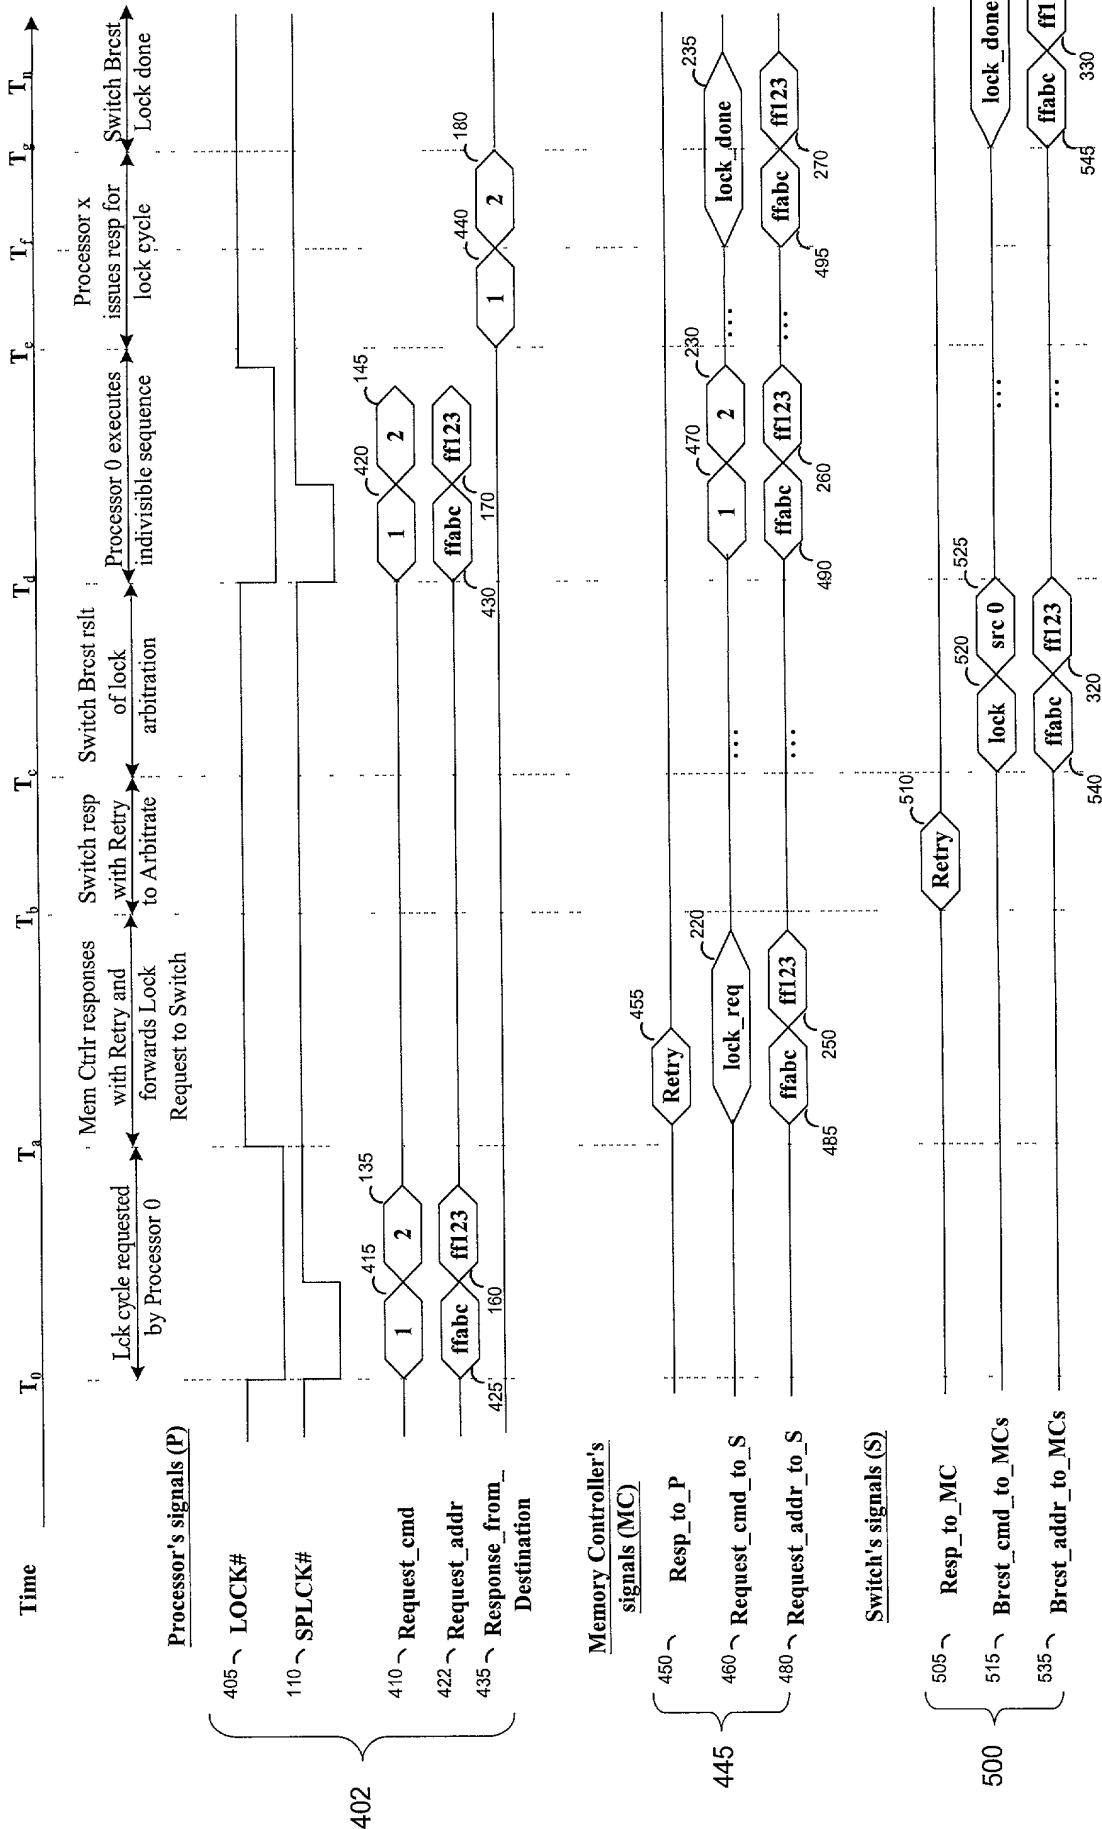 Time
T0
Ta
Tb
Tc
Td
Te
Tf
Tg
Tn
Lck cycle requested
by Processor 0
Mem Ctrlr responses
with Retry and
forwards Lock
Request to Switch
Switch resp
with Retry
to Arbitrate
Switch Brcst rslt
of lock
arbitration
Processor 0 executes
indivisible sequence
Processor x
issues resp for
lock cycle
Switch Brcst
Lock done
Processor's signals (P)
405 LOCK#
110 SPLCK#
410 Request_cmd
1 415 2 135
1 420 2 145
422 Request_addr
425 ffabc 160 ff123
430 ffabc 170 ff123
435 Response_from_
Destination
1 440 2 180
402
Memory Controller's
signals (MC)
450 Resp_to_P
Retry 455
460 Request_cmd_to_S
lock_req 220
...
1 470 2 230
...
lock_done 235
480 Request_addr_to_S
485 ffabc 250 ff123
...
490 ffabc 260 ff123
...
495 ffabc 270 ff123
445
Switch's signals (S)
505 Resp_to_MC
Retry 510
515 Brcst_cmd_to_MCs
lock 520 src 0 525
...
lock_done
535 Brcst_addr_to_MCs
540 ffabc 320 ff123
...
545 ffabc 330 ff1
500